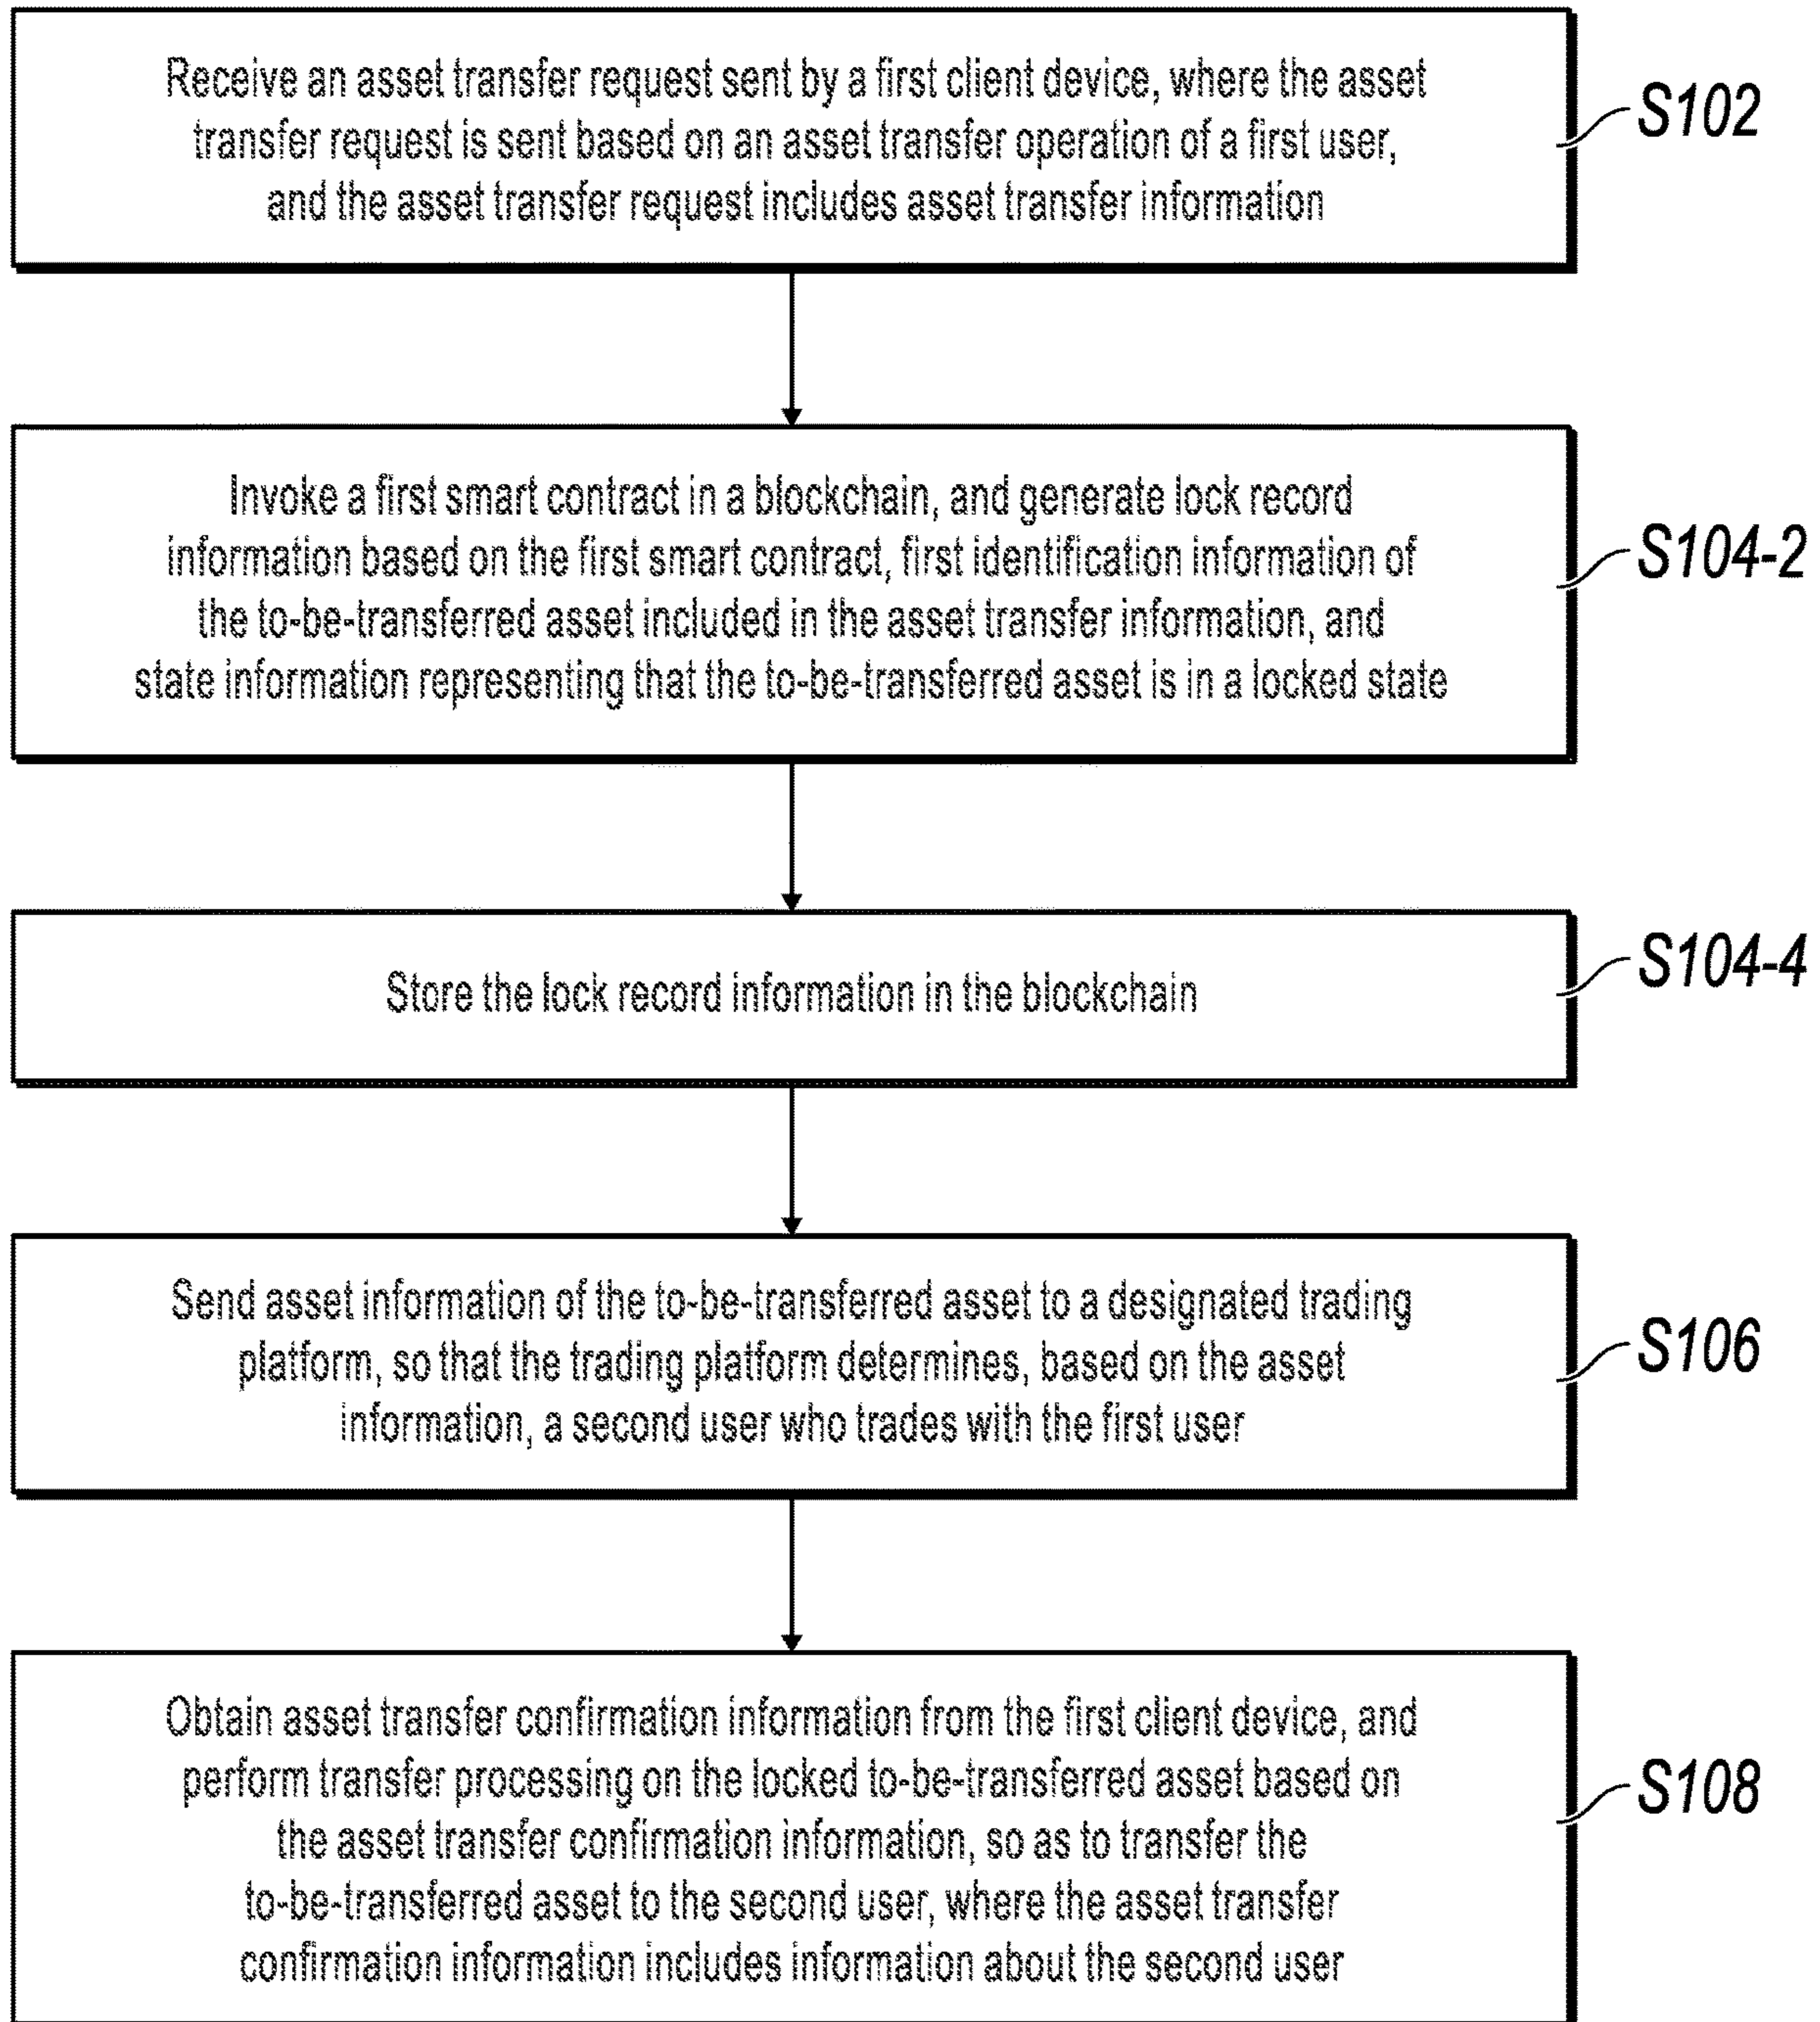 Receive an asset transfer request sent by a first client device, where the asset
transfer request is sent based on an asset transfer operation of a first user,
and the asset transfer request includes asset transfer information
S102
Invoke a first smart contract in a blockchain, and generate lock record
information based on the first smart contract, first identification information of
the to-be-transferred asset included in the asset transfer information, and
state information representing that the to-be-transferred asset is in a locked state
S104-2
Store the lock record information in the blockchain
S104-4
Send asset information of the to-be-transferred asset to a designated trading
platform, so that the trading platform determines, based on the asset
information, a second user who trades with the first user
S106
Obtain asset transfer confirmation information from the first client device, and
perform transfer processing on the locked to-be-transferred asset based on
the asset transfer confirmation information, so as to transfer the
to-be-transferred asset to the second user, where the asset transfer
confirmation information includes information about the second user
S108